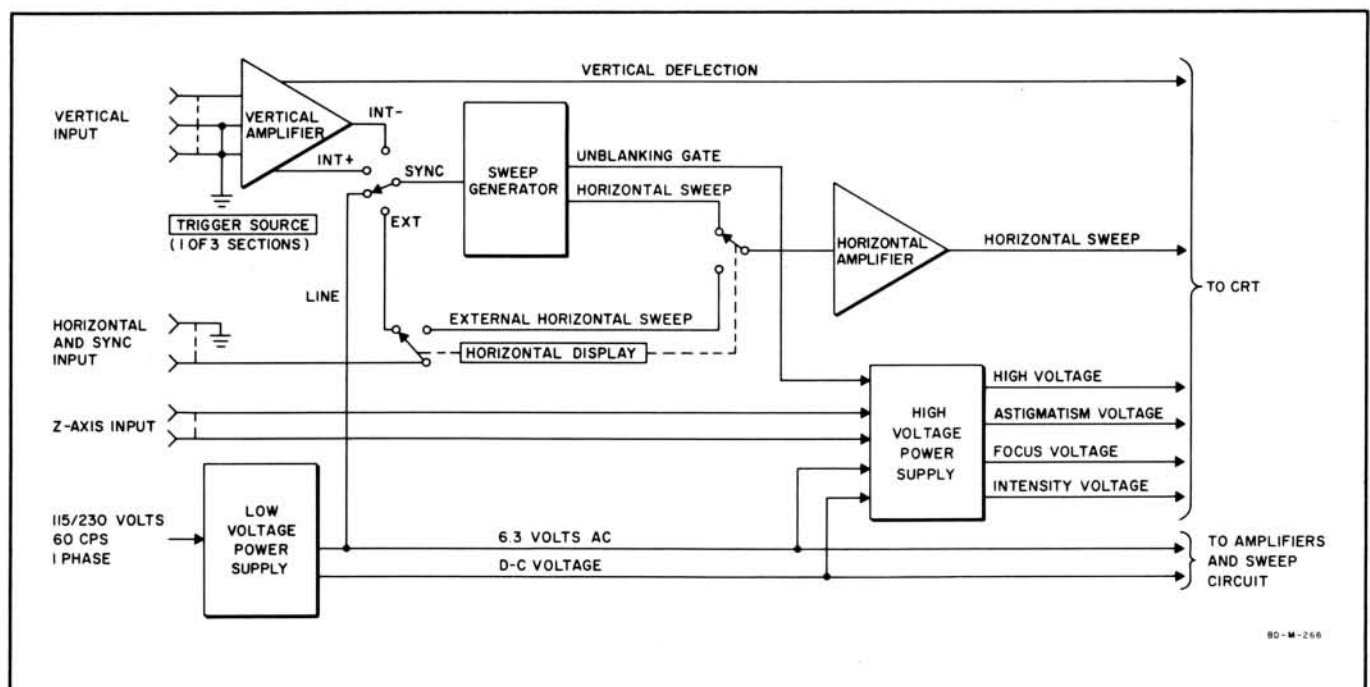 VERTICAL DEFLECTION
VERTICAL
INPUT
VERTICAL
AMPLIFIER
INT-
INT+
SYNC
SWEEP
GENERATOR
UNBLANKING GATE
HORIZONTAL SWEEP
TRIGGER SOURCE
(1 OF 3 SECTIONS)
EXT
HORIZONTAL
AMPLIFIER
HORIZONTAL SWEEP
TO CRT
LINE
HORIZONTAL
AND SYNC
INPUT
EXTERNAL HORIZONTAL SWEEP
HORIZONTAL DISPLAY
Z-AXIS INPUT
HIGH
VOLTAGE
POWER
SUPPLY
HIGH VOLTAGE
ASTIGMATISM VOLTAGE
FOCUS VOLTAGE
INTENSITY VOLTAGE
115/230 VOLTS
60 CPS
1 PHASE
LOW
VOLTAGE
POWER
SUPPLY
6.3 VOLTS AC
D-C VOLTAGE
TO AMPLIFIERS
AND SWEEP
CIRCUIT
BD-M-266